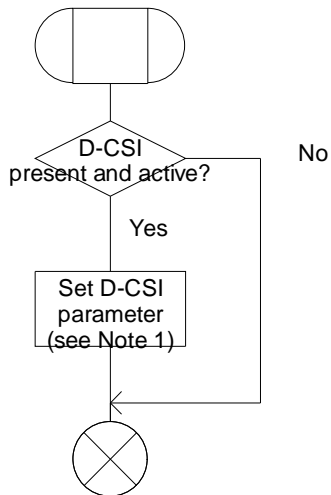 D-CSI
present and active?
No
Yes
Set D-CSI
parameter
(see Note 1)